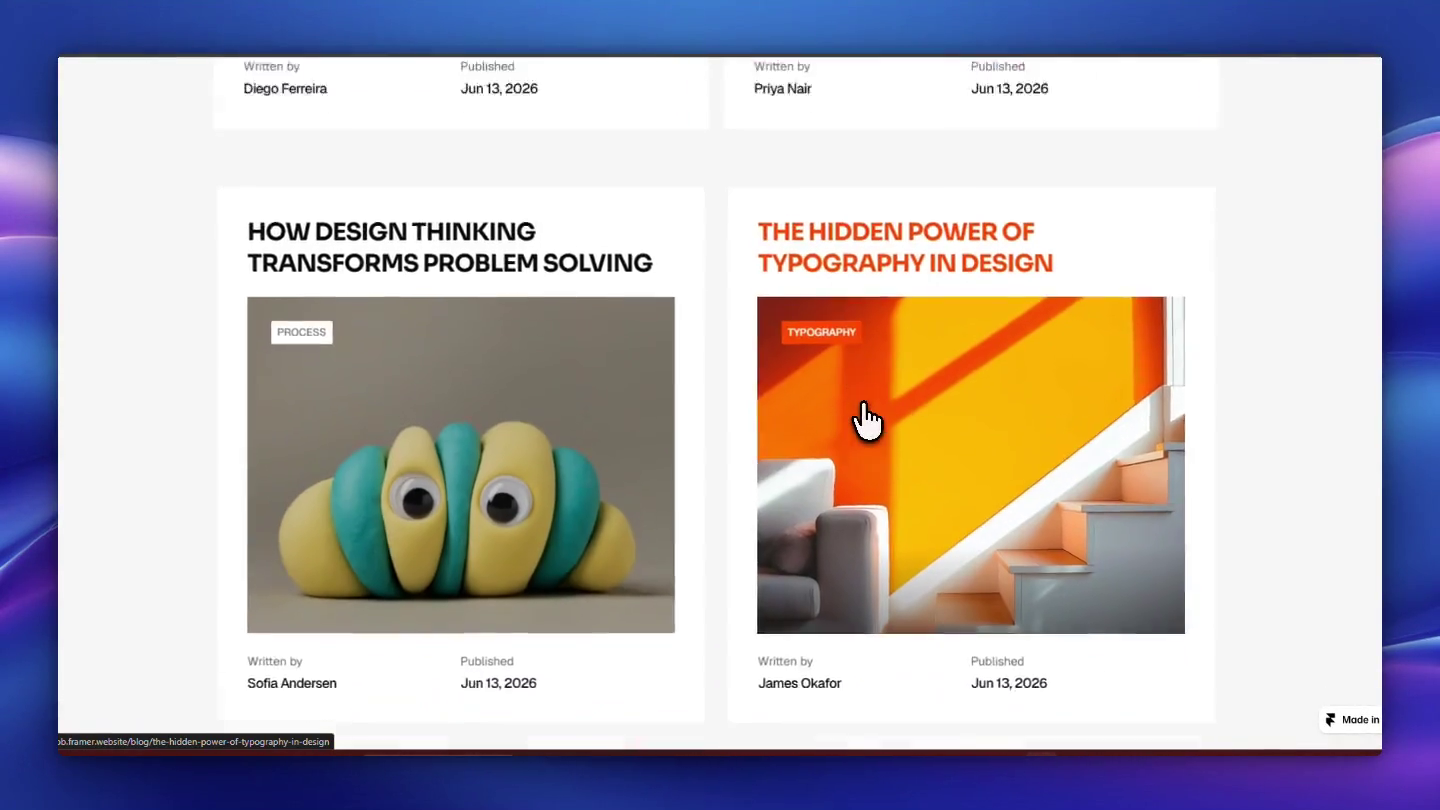 Written by
Published
Diego Ferreira
Jun 13, 2026
Written by
Published
Priya Nair
Jun 13, 2026
HOW DESIGN THINKING
TRANSFORMS PROBLEM SOLVING
PROCESS
Written by
Published
Sofia Andersen
Jun 13, 2026
THE HIDDEN POWER OF
TYPOGRAPHY IN DESIGN
TYPOGRAPHY
Written by
Published
James Okafor
Jun 13, 2026
Made in
ob.framer.website/blog/the-hidden-power-of-typography-in-design